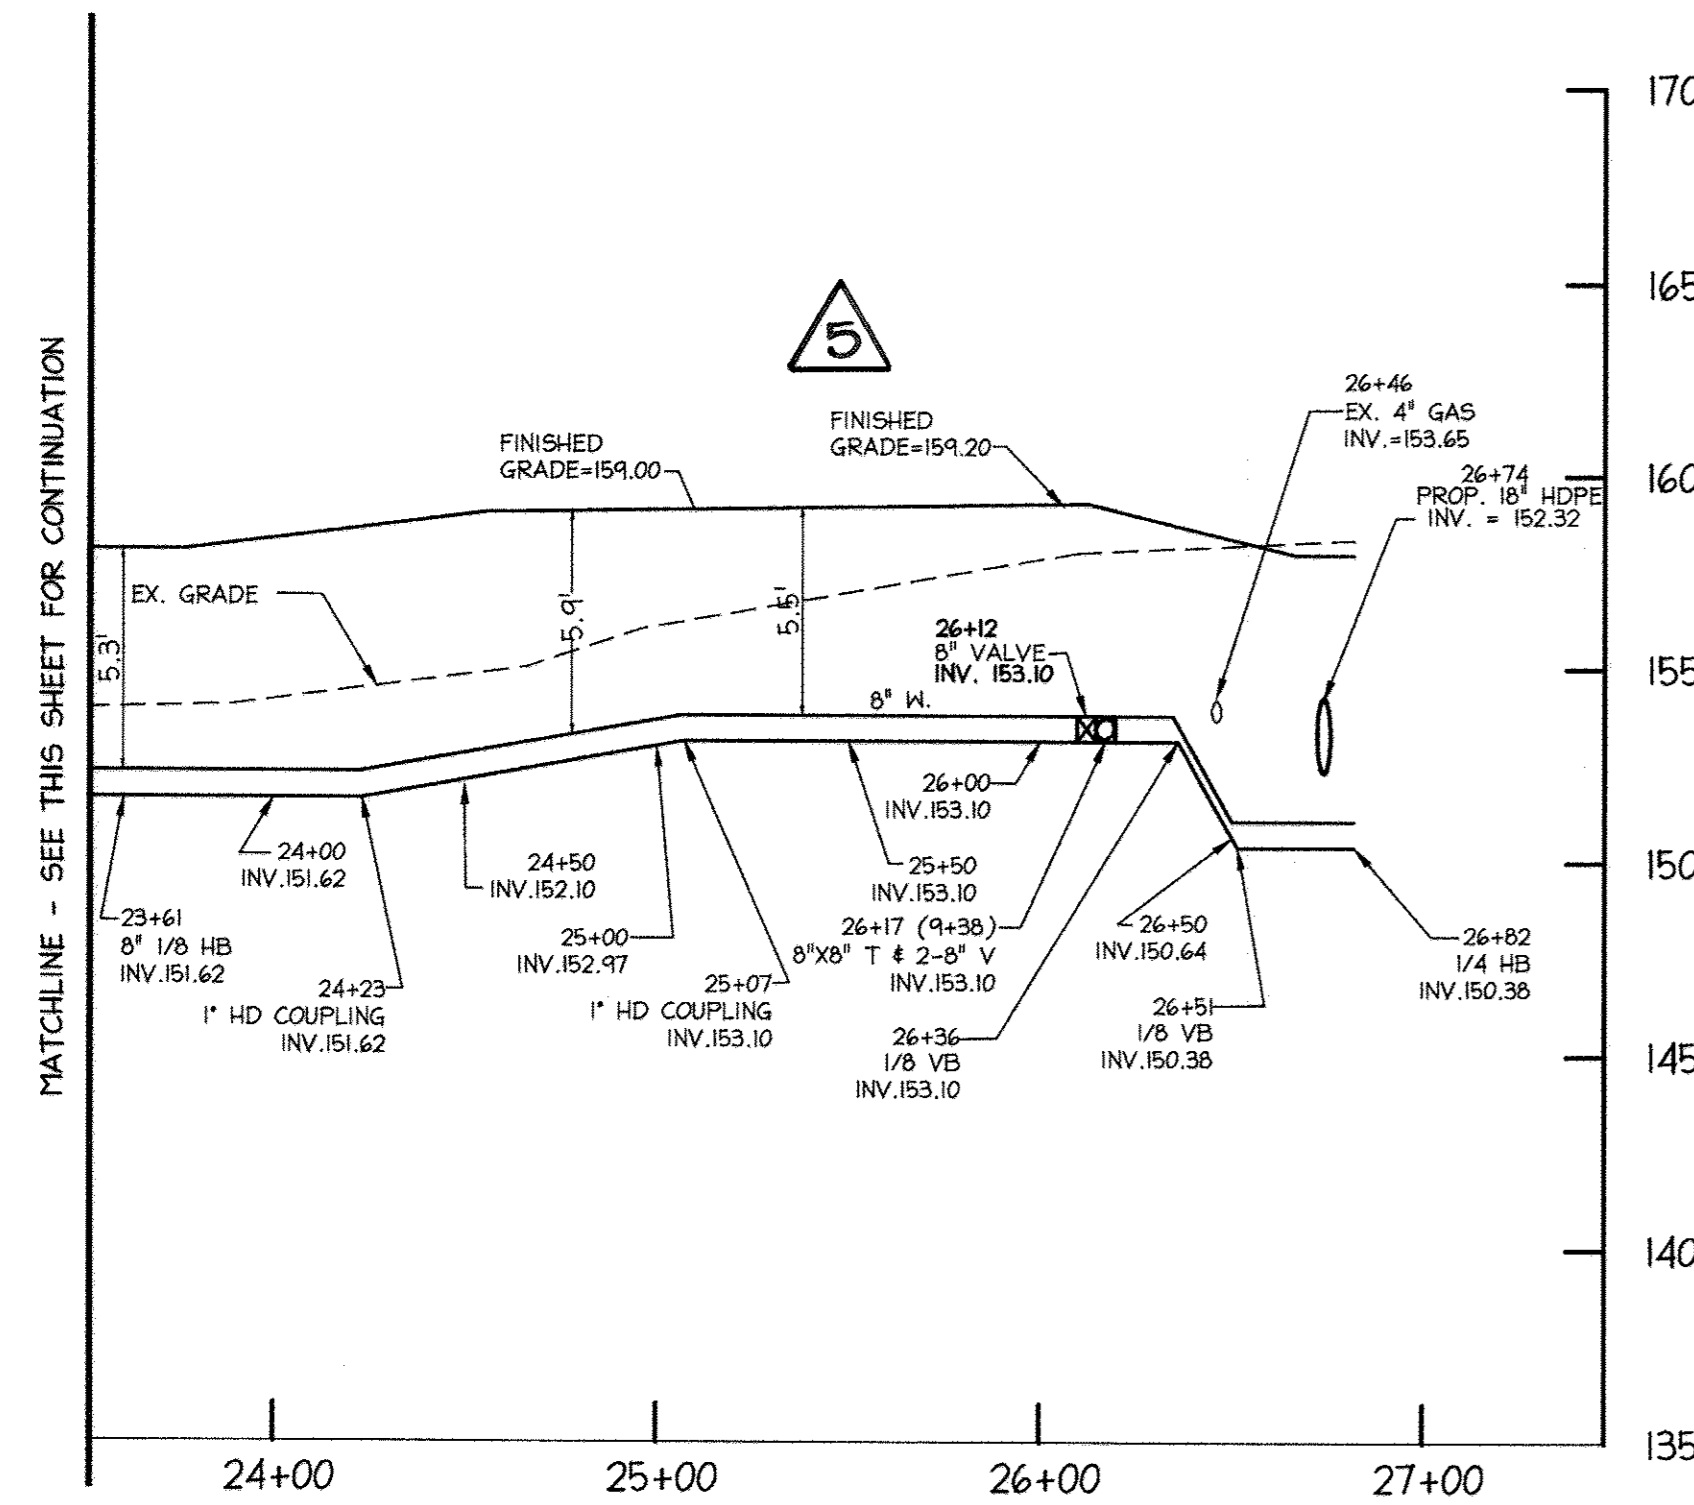 MATCHLINE - SEE THIS SHEET FOR CONTINUATION
170
165
160
155
150
145
140
135
5
FINISHED
GRADE=159.00
FINISHED
GRADE=159.20
26+46
EX. 4" GAS
INV.=153.65
26+74
PROP. 18" HDPE
INV. = 152.32
EX. GRADE
5.3'
5.9'
5.5'
26+12
8" VALVE
INV. 153.10
8" W.
23+61
8" 1/8 HB
INV.151.62
24+00
INV.151.62
24+23
1° HD COUPLING
INV.151.62
24+50
INV.152.10
25+00
INV.152.97
25+07
1° HD COUPLING
INV.153.10
25+50
INV.153.10
26+00
INV.153.10
26+17 (9+38)
8"X8" T & 2-8" V
INV.153.10
26+36
1/8 VB
INV.153.10
26+50
INV.150.64
26+51
1/8 VB
INV.150.38
26+82
1/4 HB
INV.150.38
24+00
25+00
26+00
27+00